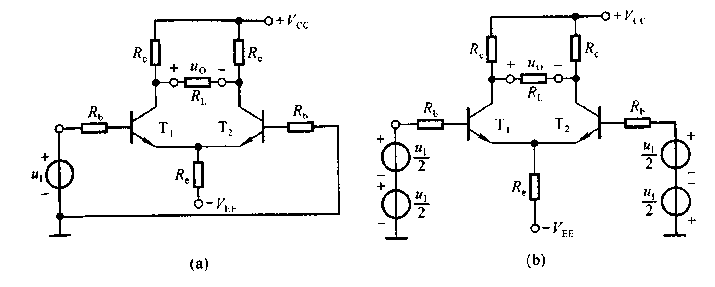 +V_CC
R_c
R_c
+ u_O −
R_L
R_b
T_1
T_2
R_b
+
u_I
−
R_e
−V_EE
(a)
+V_CC
R_c
R_c
+ u_O −
R_L
R_b
T_1
T_2
R_b
+
u_I/2
−
+
u_I/2
−
+
u_I/2
−
−
u_I/2
+
R_e
−V_EE
(b)